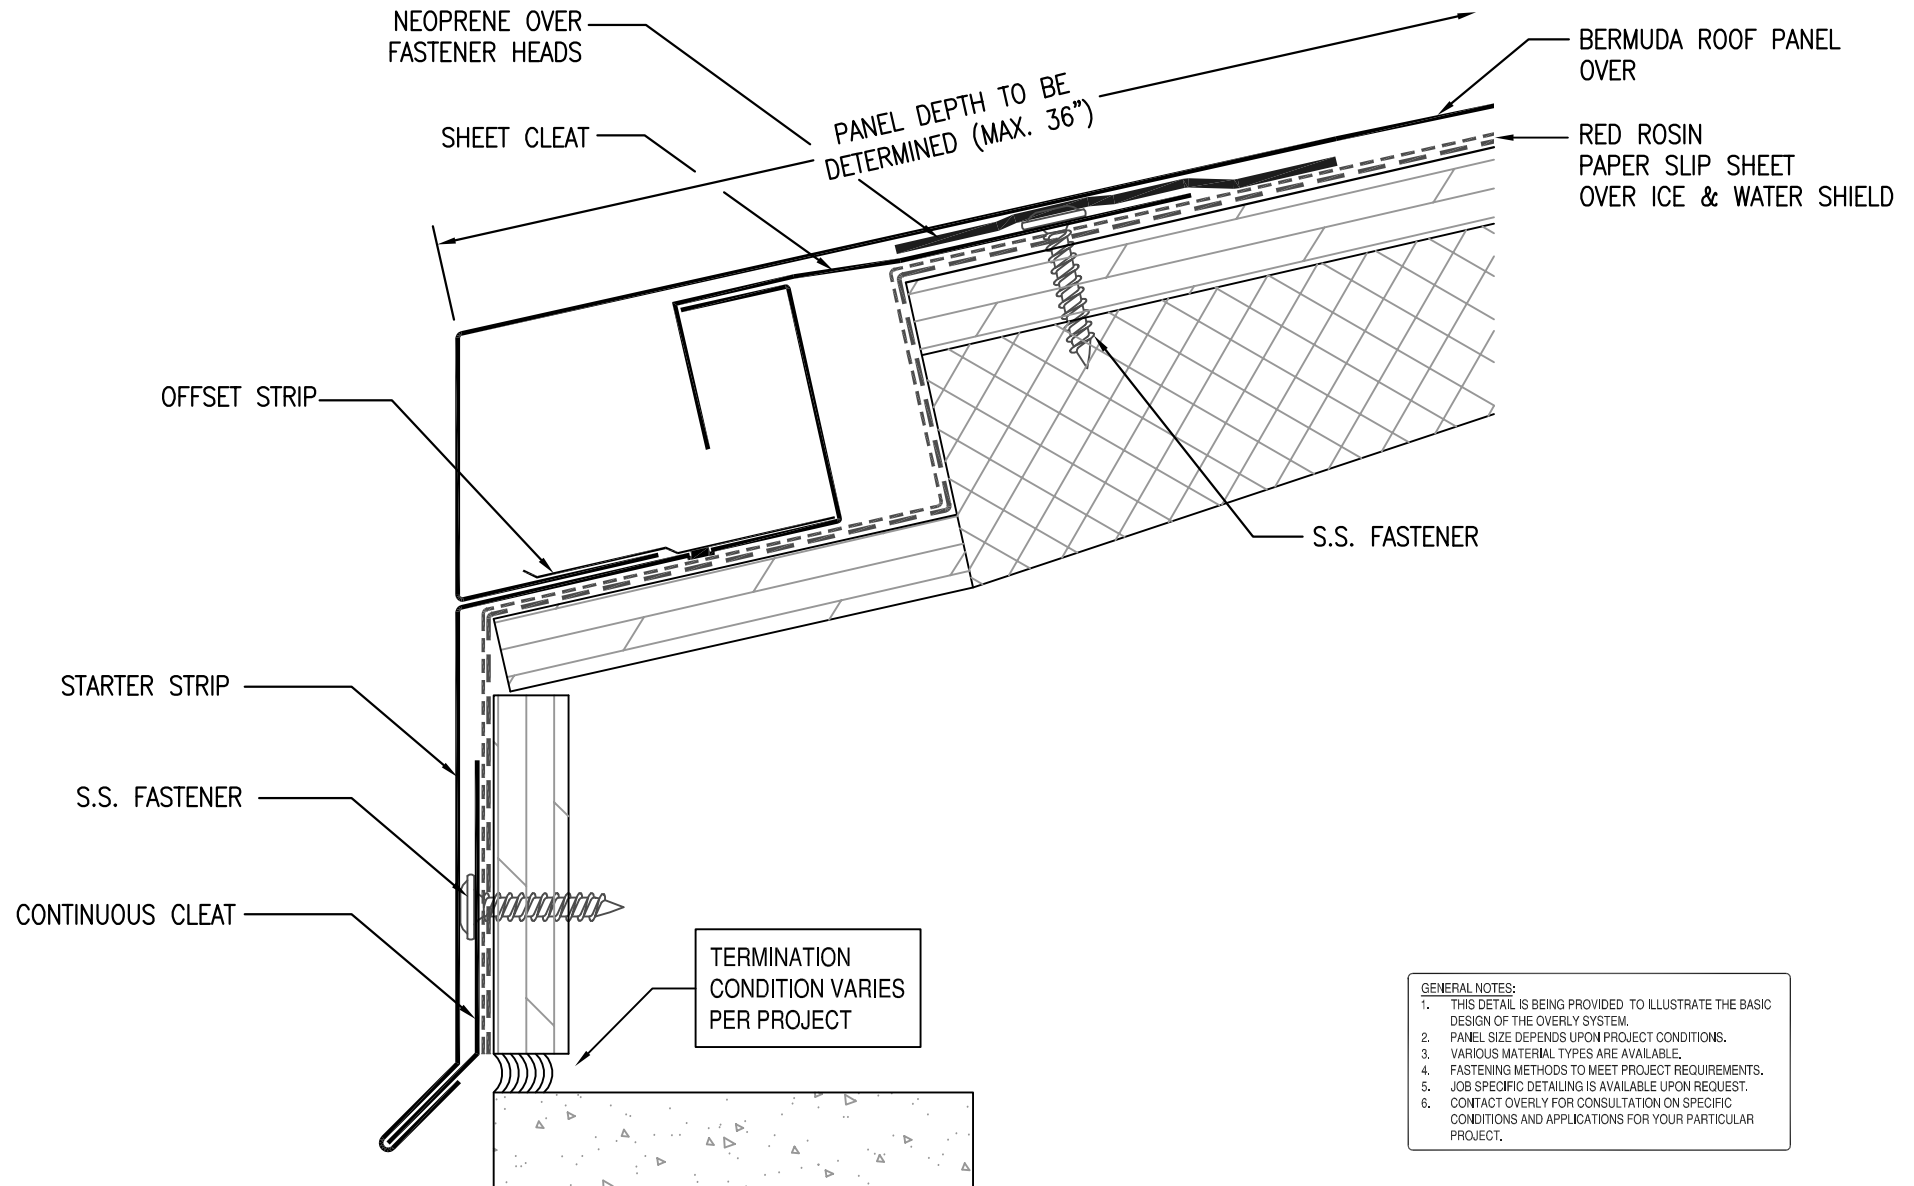 NEOPRENE OVER
FASTENER HEADS
SHEET CLEAT
PANEL DEPTH TO BE
DETERMINED (MAX. 36")
BERMUDA ROOF PANEL
OVER
RED ROSIN
PAPER SLIP SHEET
OVER ICE & WATER SHIELD
OFFSET STRIP
S.S. FASTENER
STARTER STRIP
S.S. FASTENER
CONTINUOUS CLEAT
TERMINATION
CONDITION VARIES
PER PROJECT
GENERAL NOTES:
1. THIS DETAIL IS BEING PROVIDED TO ILLUSTRATE THE BASIC
DESIGN OF THE OVERLY SYSTEM.
2. PANEL SIZE DEPENDS UPON PROJECT CONDITIONS.
3. VARIOUS MATERIAL TYPES ARE AVAILABLE.
4. FASTENING METHODS TO MEET PROJECT REQUIREMENTS.
5. JOB SPECIFIC DETAILING IS AVAILABLE UPON REQUEST.
6. CONTACT OVERLY FOR CONSULTATION ON SPECIFIC
CONDITIONS AND APPLICATIONS FOR YOUR PARTICULAR
PROJECT.